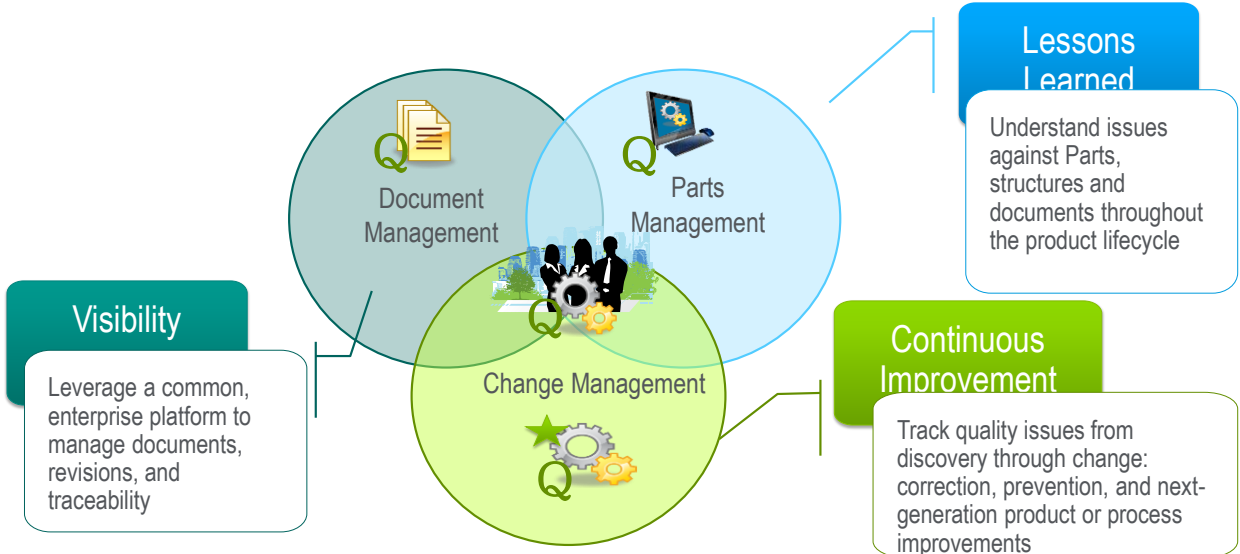 Lessons
Learned
Understand issues
against Parts,
structures and
documents throughout
the product lifecycle
Q
Document
Management
Q
Parts
Management
Visibility
Leverage a common,
enterprise platform to
manage documents,
revisions, and
traceability
Q
Change Management
Q
Continuous
Improvement
Track quality issues from
discovery through change:
correction, prevention, and next-
generation product or process
improvements